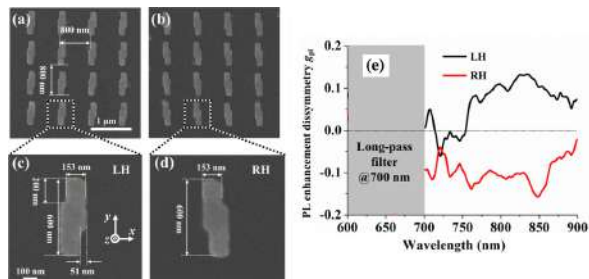 (a)
800 nm
800 nm
1 μm
(b)
(c)
153 nm
LH
200 nm
600 nm
y
x
z
51 nm
100 nm
(d)
153 nm
RH
600 nm
PL enhancement dissymmetry gpl
0.2
0.1
0.0
-0.1
-0.2
LH
RH
(e)
Long-pass
filter
@700 nm
600 650 700 750 800 850 900
Wavelength (nm)